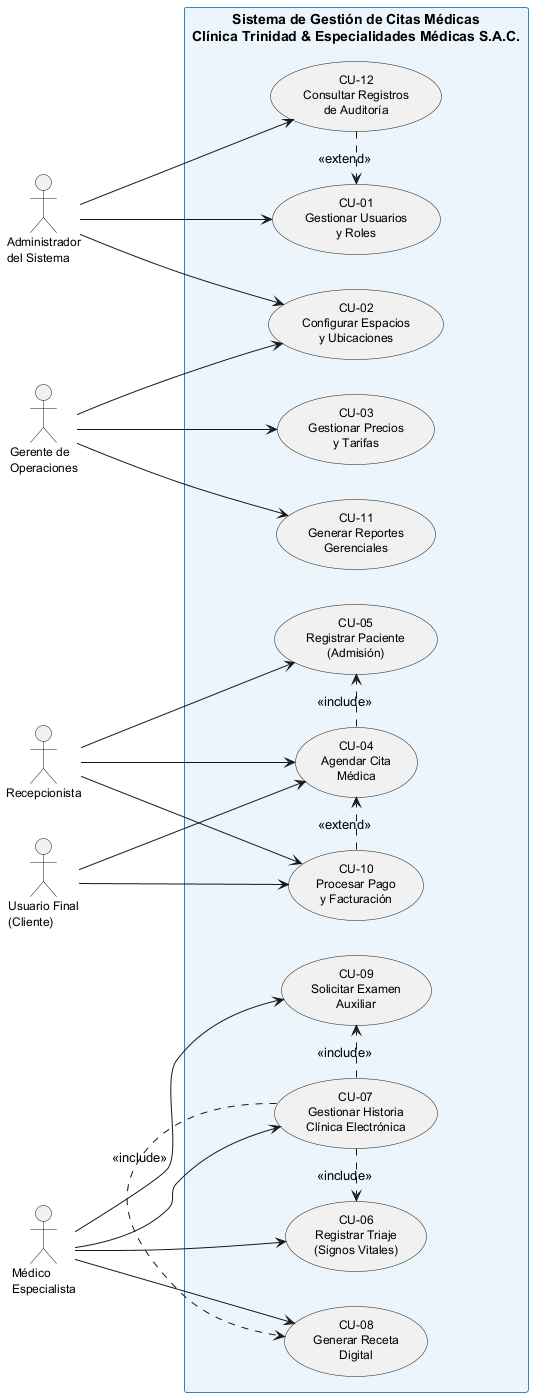 Sistema de Gestión de Citas Médicas
Clínica Trinidad & Especialidades Médicas S.A.C.
CU-12
Consultar Registros
de Auditoría
«extend»
CU-01
Gestionar Usuarios
y Roles
Administrador
del Sistema
CU-02
Configurar Espacios
y Ubicaciones
CU-03
Gestionar Precios
y Tarifas
Gerente de
Operaciones
CU-11
Generar Reportes
Gerenciales
CU-05
Registrar Paciente
(Admisión)
«include»
CU-04
Agendar Cita
Médica
Recepcionista
«extend»
CU-10
Procesar Pago
y Facturación
Usuario Final
(Cliente)
CU-09
Solicitar Examen
Auxiliar
«include»
CU-07
Gestionar Historia
Clínica Electrónica
«include»
«include»
CU-06
Registrar Triaje
(Signos Vitales)
Médico
Especialista
CU-08
Generar Receta
Digital